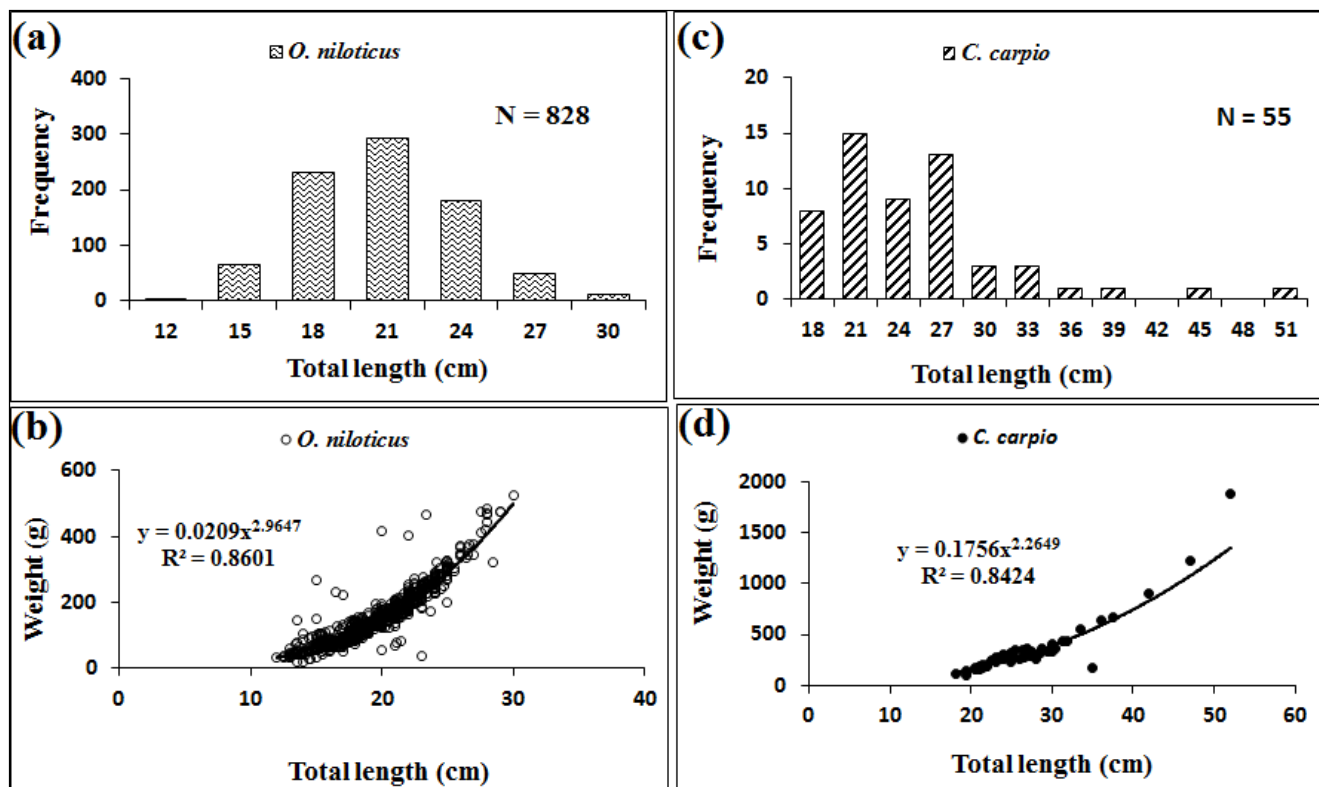 (a)
O. niloticus
400
300
200
100
0
Frequency
N = 828
12 15 18 21 24 27 30
Total length (cm)
(c)
C. carpio
20
15
10
5
0
Frequency
N = 55
18 21 24 27 30 33 36 39 42 45 48 51
Total length (cm)
(b)
O. niloticus
600
400
200
0
Weight (g)
y = 0.0209x^2.9647
R² = 0.8601
0 10 20 30 40
Total length (cm)
(d)
C. carpio
2000
1500
1000
500
0
Weight (g)
y = 0.1756x^2.2649
R² = 0.8424
0 10 20 30 40 50 60
Total length (cm)